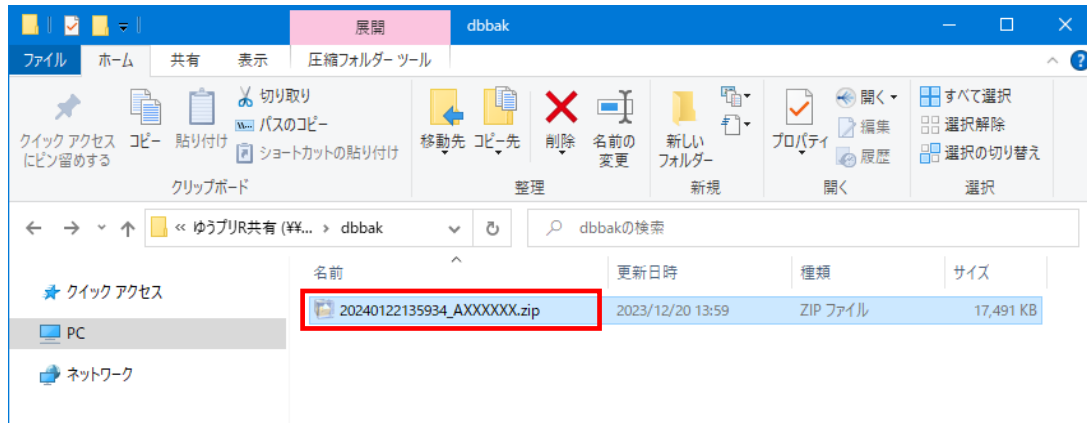 展開 dbbak
ファイル ホーム 共有 表示 圧縮フォルダー ツール
クイック アクセス
にピン留めする
コピー
貼り付け
切り取り
パスのコピー
ショートカットの貼り付け
クリップボード
移動先
コピー先
削除
名前の
変更
整理
新しい
フォルダー
新規
プロパティ
開く
編集
履歴
開く
すべて選択
選択解除
選択の切り替え
選択
« ゆうプリR共有 (¥¥... › dbbak
dbbakの検索
クイック アクセス
PC
ネットワーク
名前 更新日時 種類 サイズ
20240122135934_AXXXXXX.zip 2023/12/20 13:59 ZIP ファイル 17,491 KB